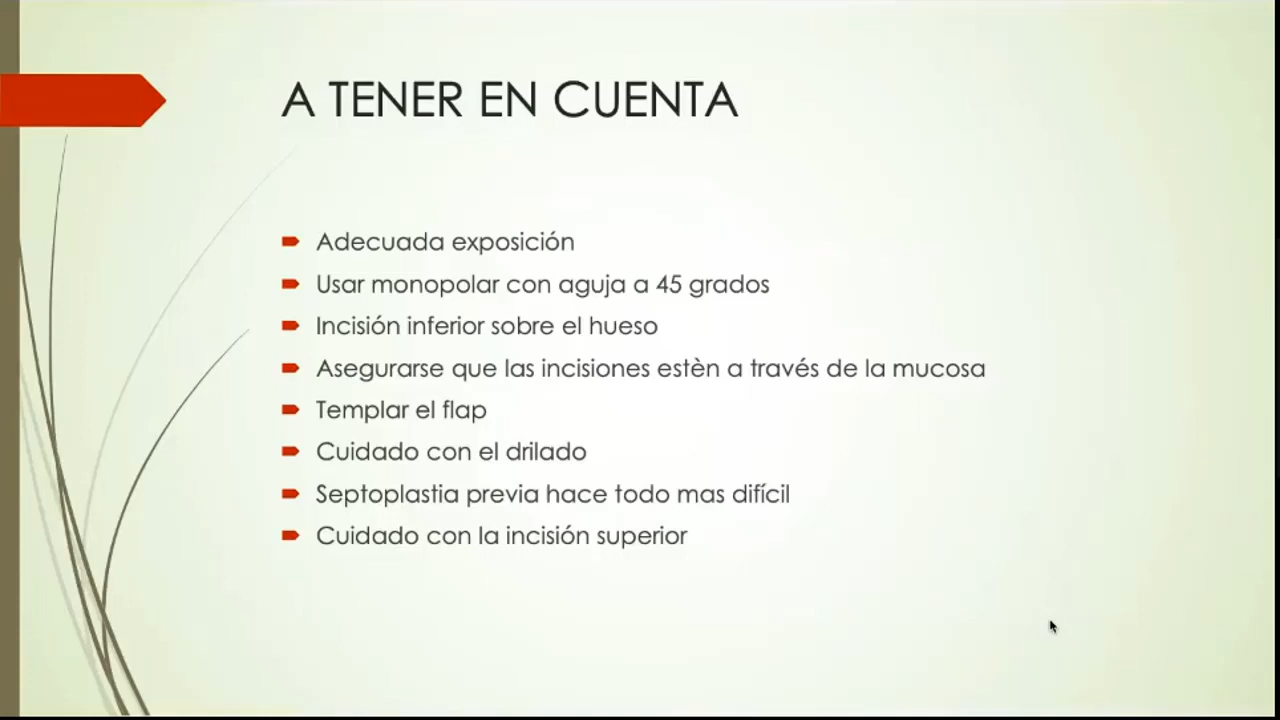 A TENER EN CUENTA
Adecuada exposición
Usar monopolar con aguja a 45 grados
Incisión inferior sobre el hueso
Asegurarse que las incisiones estèn a través de la mucosa
Templar el flap
Cuidado con el drilado
Septoplastia previa hace todo mas difícil
Cuidado con la incisión superior